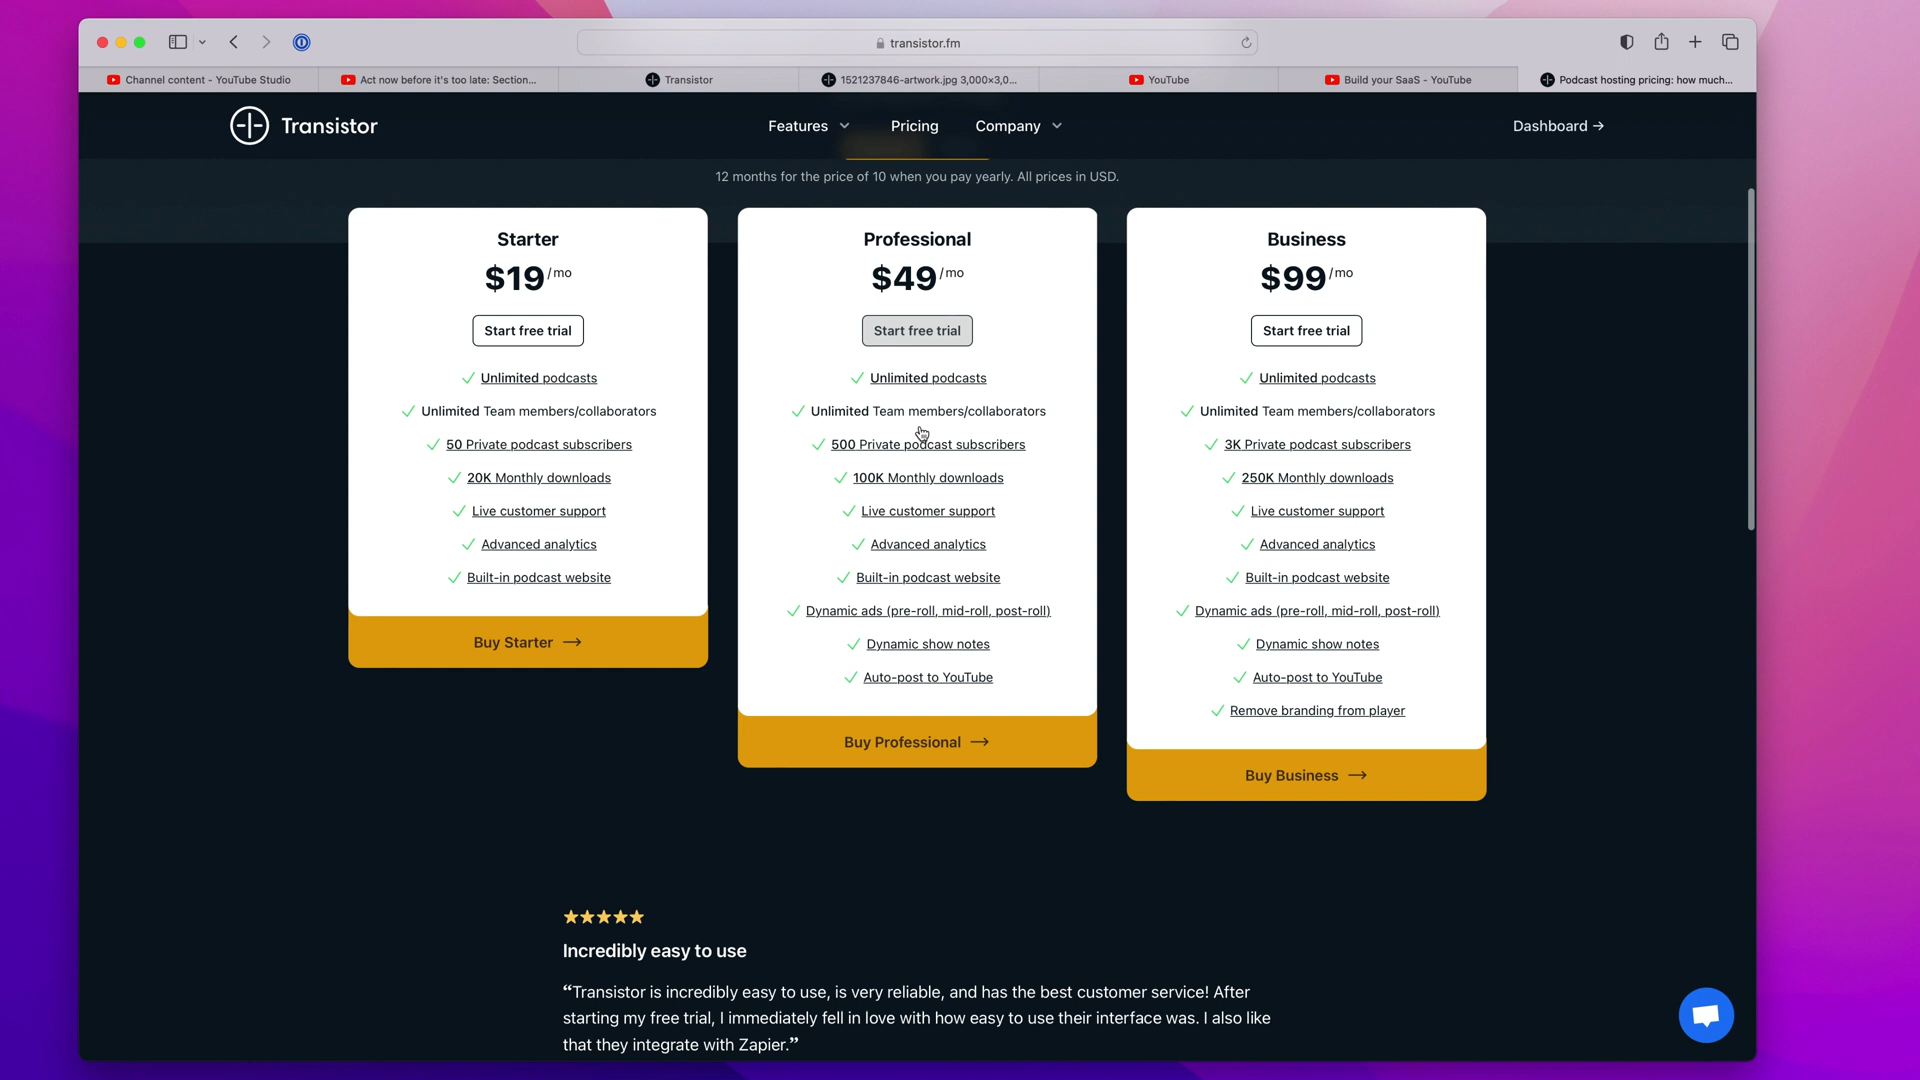 transistor.fm
Channel content - YouTube Studio
Act now before it's too late: Section...
Transistor
1521237846-artwork.jpg 3,000×3,0...
YouTube
Build your SaaS - YouTube
Podcast hosting pricing: how much...
Transistor
Features
Pricing
Company
Dashboard →
12 months for the price of 10 when you pay yearly. All prices in USD.
Starter
$19 /mo
Start free trial
Unlimited podcasts
Unlimited Team members/collaborators
50 Private podcast subscribers
20K Monthly downloads
Live customer support
Advanced analytics
Built-in podcast website
Buy Starter →
Professional
$49 /mo
Start free trial
Unlimited podcasts
Unlimited Team members/collaborators
500 Private podcast subscribers
100K Monthly downloads
Live customer support
Advanced analytics
Built-in podcast website
Dynamic ads (pre-roll, mid-roll, post-roll)
Dynamic show notes
Auto-post to YouTube
Buy Professional →
Business
$99 /mo
Start free trial
Unlimited podcasts
Unlimited Team members/collaborators
3K Private podcast subscribers
250K Monthly downloads
Live customer support
Advanced analytics
Built-in podcast website
Dynamic ads (pre-roll, mid-roll, post-roll)
Dynamic show notes
Auto-post to YouTube
Remove branding from player
Buy Business →
Incredibly easy to use
“Transistor is incredibly easy to use, is very reliable, and has the best customer service! After
starting my free trial, I immediately fell in love with how easy to use their interface was. I also like
that they integrate with Zapier.”